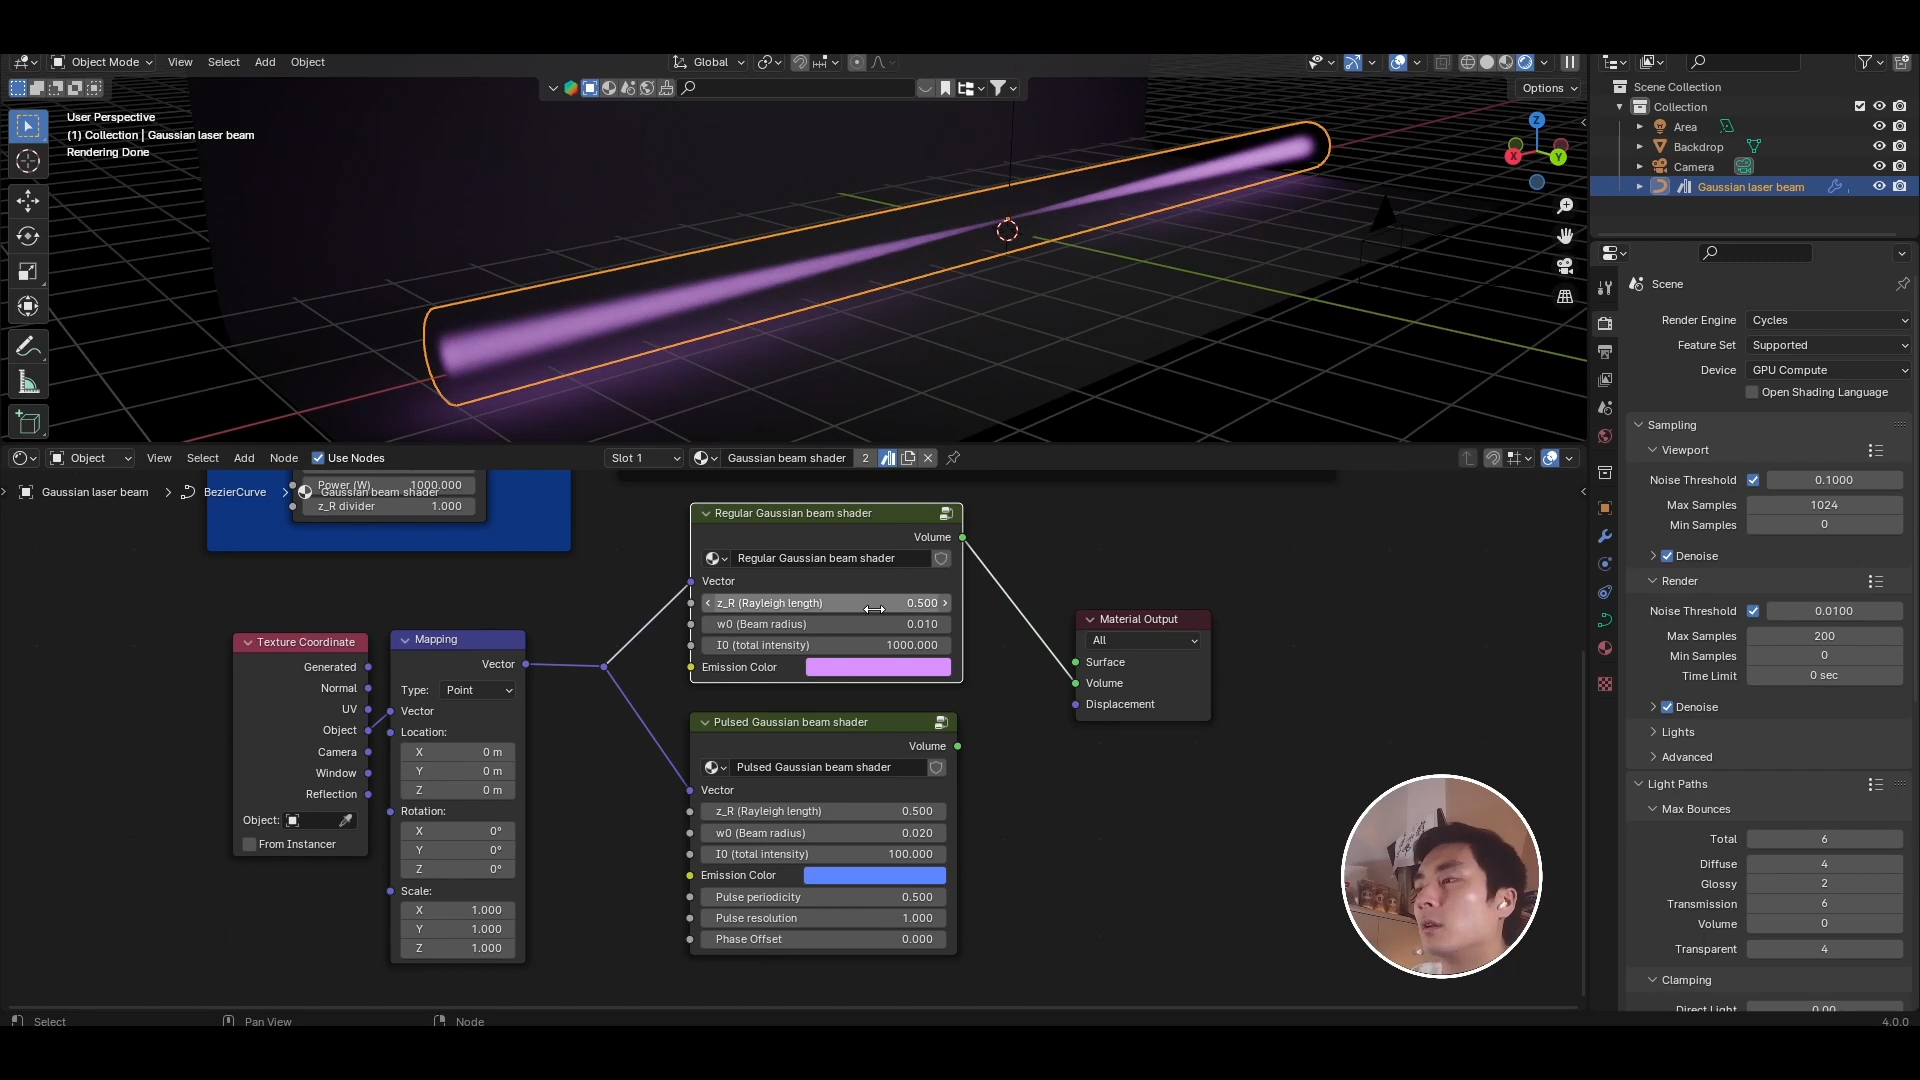 Object Mode
View
Select
Add
Object
Global
Options
User Perspective
(1) Collection | Gaussian laser beam
Rendering Done
Z
X
Y
Scene Collection
Collection
Area
Backdrop
Camera
Gaussian laser beam
Scene
Render Engine Cycles
Feature Set Supported
Device GPU Compute
Open Shading Language
Sampling
Viewport
Noise Threshold 0.1000
Max Samples 1024
Min Samples 0
Denoise
Render
Noise Threshold 0.0100
Max Samples 200
Min Samples 0
Time Limit 0 sec
Denoise
Lights
Advanced
Light Paths
Max Bounces
Total 6
Diffuse 4
Glossy 2
Transmission 6
Volume 0
Transparent 4
Clamping
Direct Light 0.00
Object
View
Select
Add
Node
Use Nodes
Slot 1
Gaussian beam shader 2
Gaussian laser beam
BezierCurve
Gaussian beam shader
Power (W) 1000.000
z_R divider 1.000
Texture Coordinate
Generated
Normal
UV
Object
Camera
Window
Reflection
Object:
From Instancer
Mapping
Vector
Type: Point
Vector
Location:
X 0 m
Y 0 m
Z 0 m
Rotation:
X 0°
Y 0°
Z 0°
Scale:
X 1.000
Y 1.000
Z 1.000
Regular Gaussian beam shader
Volume
Regular Gaussian beam shader
Vector
z_R (Rayleigh length) 0.500
w0 (Beam radius) 0.010
I0 (total intensity) 1000.000
Emission Color
Pulsed Gaussian beam shader
Volume
Pulsed Gaussian beam shader
Vector
z_R (Rayleigh length) 0.500
w0 (Beam radius) 0.020
I0 (total intensity) 100.000
Emission Color
Pulse periodicity 0.500
Pulse resolution 1.000
Phase Offset 0.000
Material Output
All
Surface
Volume
Displacement
Select
Pan View
Node
4.0.0